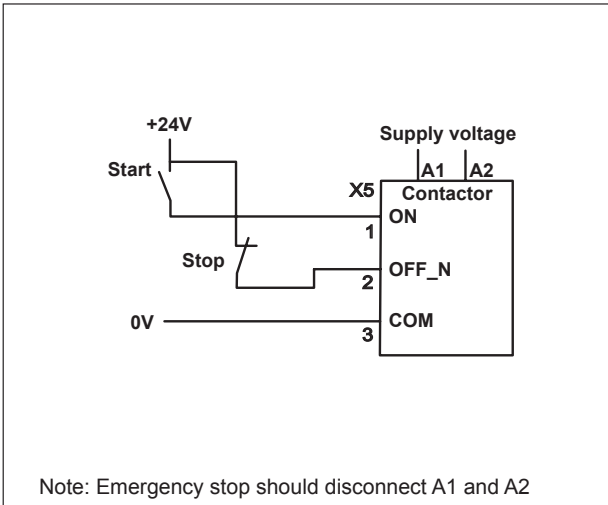 +24V
Supply voltage
Start
A1 A2
X5 Contactor
ON
1
Stop
OFF_N
2
0V
COM
3
Note: Emergency stop should disconnect A1 and A2